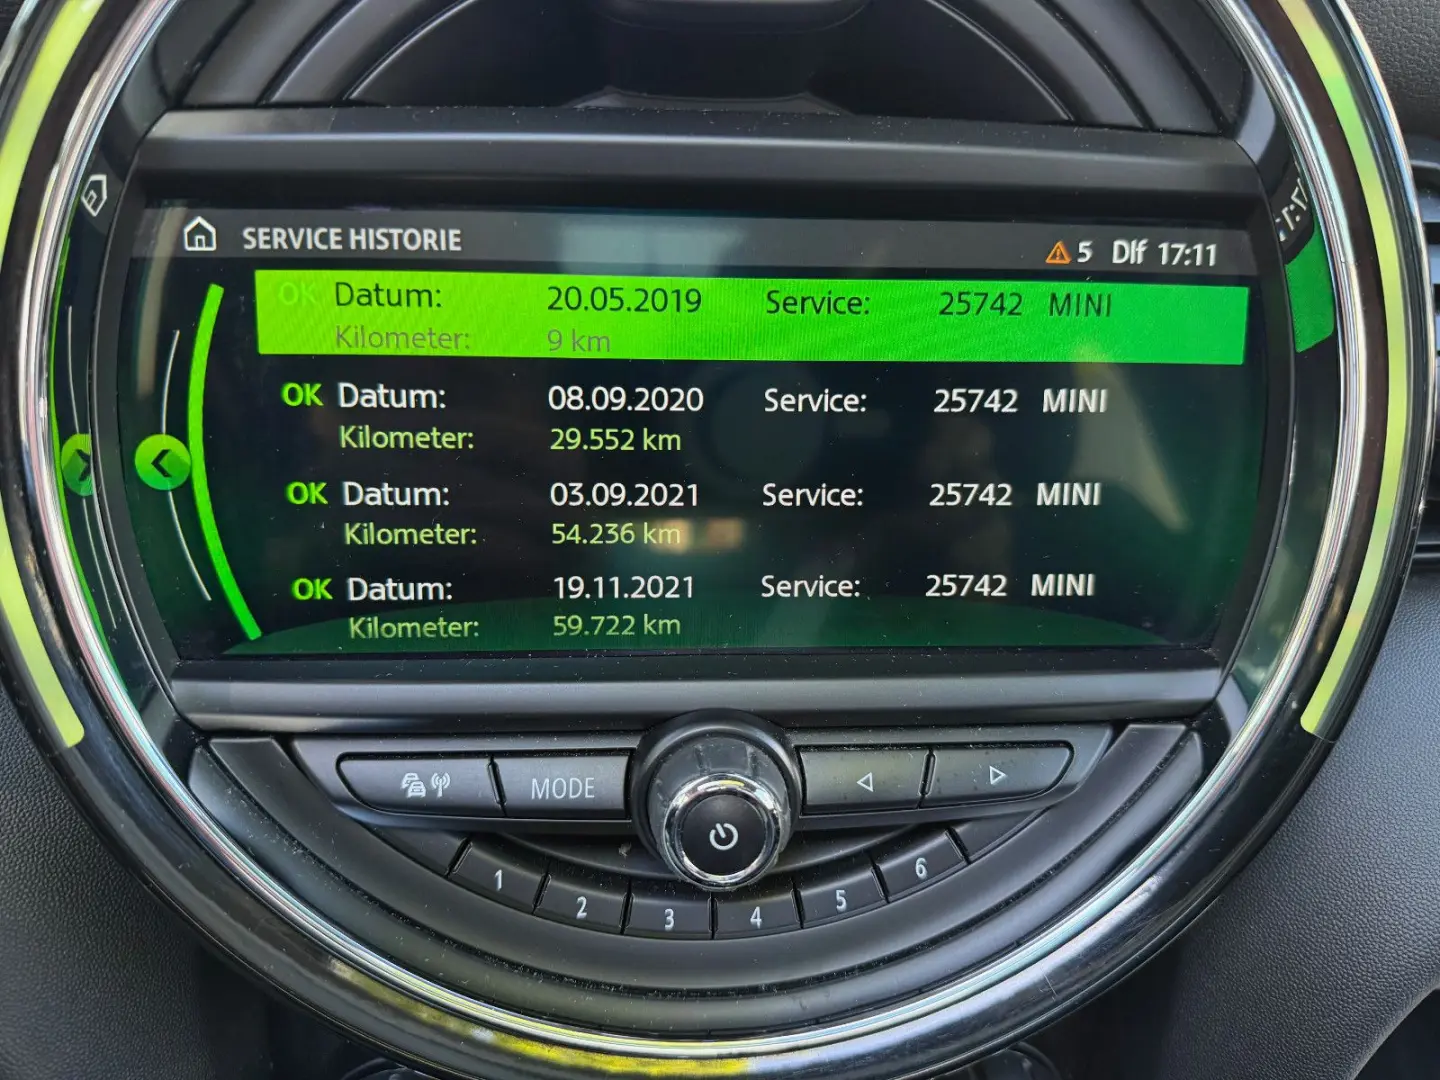 SERVICE HISTORIE 5 Dlf 17:11
OK Datum: 20.05.2019 Service: 25742 MINI
Kilometer: 9 km
OK Datum: 08.09.2020 Service: 25742 MINI
Kilometer: 29.552 km
OK Datum: 03.09.2021 Service: 25742 MINI
Kilometer: 54.236 km
OK Datum: 19.11.2021 Service: 25742 MINI
Kilometer: 59.722 km
MODE
1 2 3 4 5 6